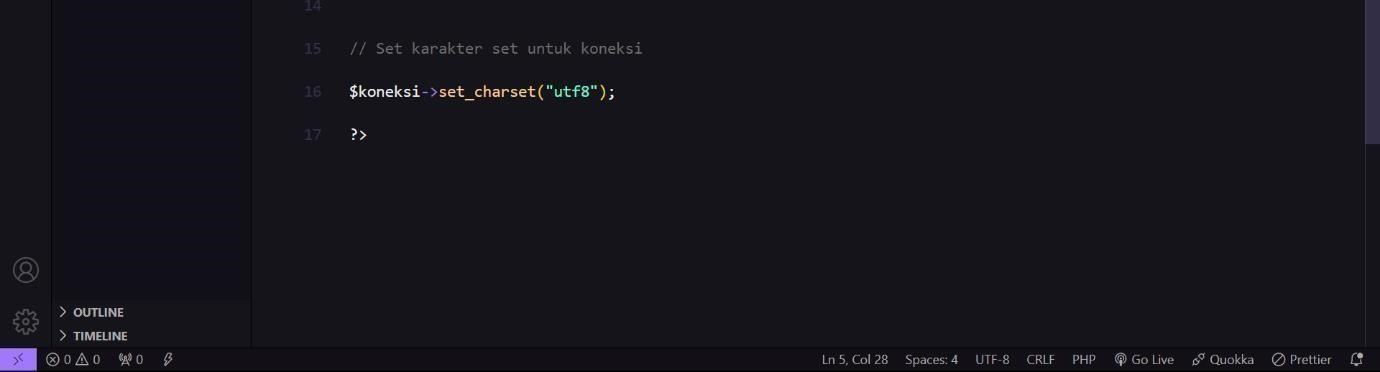 14
15 // Set karakter set untuk koneksi
16 $koneksi->set_charset("utf8");
17 ?>
OUTLINE
TIMELINE
0 0 0 Ln 5, Col 28 Spaces: 4 UTF-8 CRLF PHP Go Live Quokka Prettier